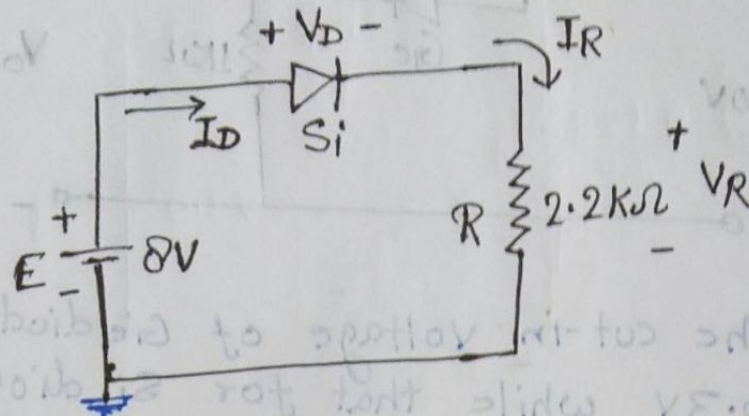 + VD -
IR
ID
Si
+
E
8V
-
R
2.2KΩ
+
VR
-